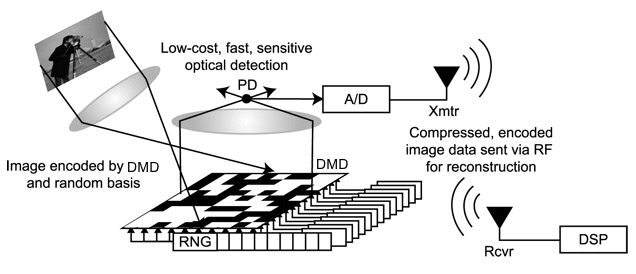 Low-cost, fast, sensitive
optical detection
PD
A/D
Xmtr
Compressed, encoded
image data sent via RF
for reconstruction
Image encoded by DMD
and random basis
DMD
RNG
Rcvr
DSP